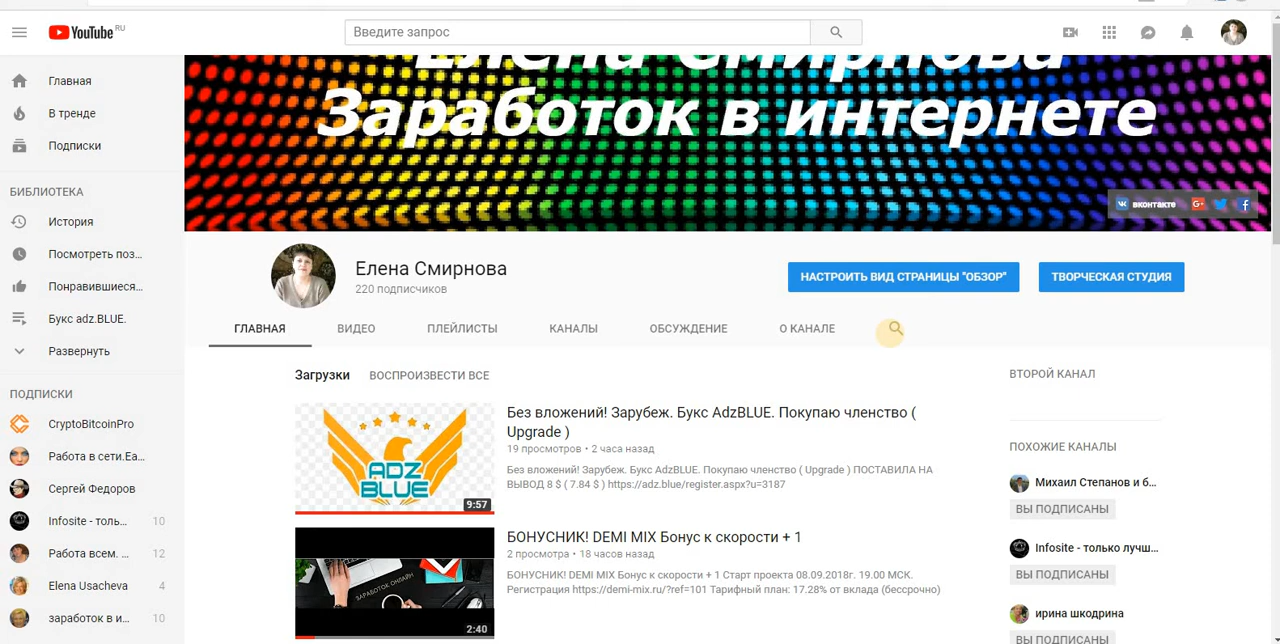 YouTube RU
Введите запрос
Елена Смирнова
Заработок в интернете
вконтакте
Главная
В тренде
Подписки
БИБЛИОТЕКА
История
Посмотреть поз...
Понравившиеся...
Букс adz.BLUE.
Развернуть
ПОДПИСКИ
CryptoBitcoinPro
Работа в сети.Ea...
Сергей Федоров
Infosite - толь... 10
Работа всем. ... 12
Elena Usacheva 4
заработок в и... 10
Елена Смирнова
220 подписчиков
НАСТРОИТЬ ВИД СТРАНИЦЫ "ОБЗОР"
ТВОРЧЕСКАЯ СТУДИЯ
ГЛАВНАЯ ВИДЕО ПЛЕЙЛИСТЫ КАНАЛЫ ОБСУЖДЕНИЕ О КАНАЛЕ
Загрузки ВОСПРОИЗВЕСТИ ВСЕ
ADZ
BLUE
9:57
Без вложений! Зарубеж. Букс AdzBLUE. Покупаю членство (
Upgrade )
19 просмотров • 2 часа назад
Без вложений! Зарубеж. Букс AdzBLUE. Покупаю членство ( Upgrade ) ПОСТАВИЛА НА
ВЫВОД 8 $ ( 7.84 $ ) https://adz.blue/register.aspx?u=3187
ЗАРАБОТОК ОНЛАЙН
2:40
БОНУСНИК! DEMI MIX Бонус к скорости + 1
2 просмотра • 18 часов назад
БОНУСНИК! DEMI MIX Бонус к скорости + 1 Старт проекта 08.09.2018г. 19.00 МСК.
Регистрация https://demi-mix.ru/?ref=101 Тарифный план: 17.28% от вклада (бессрочно)
ВТОРОЙ КАНАЛ
ПОХОЖИЕ КАНАЛЫ
Михаил Степанов и б...
ВЫ ПОДПИСАНЫ
Infosite - только лучш...
ВЫ ПОДПИСАНЫ
ирина шкодрина
ВЫ ПОДПИСАНЫ